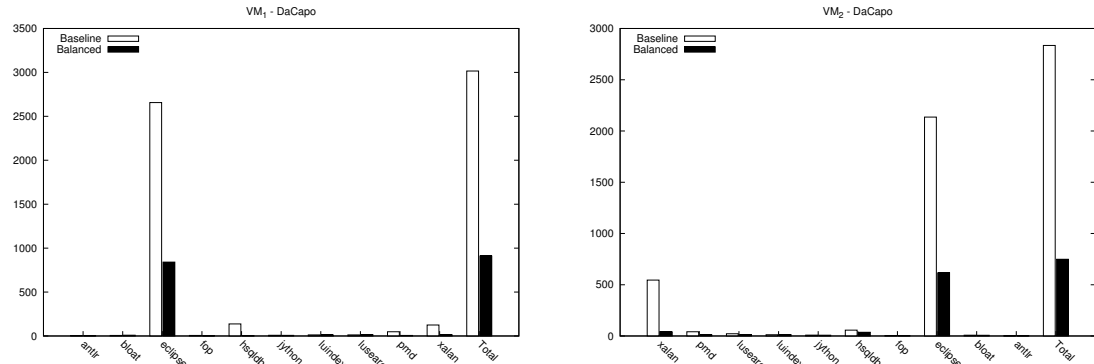 VM₁ - DaCapo
Baseline
Balanced
3500
3000
2500
2000
1500
1000
500
0
antlr
bloat
eclipse
fop
hsqldb
jython
luindex
lusearch
pmd
xalan
Total
VM₂ - DaCapo
Baseline
Balanced
3000
2500
2000
1500
1000
500
0
xalan
pmd
lusearch
luindex
jython
hsqldb
fop
eclipse
bloat
antlr
Total